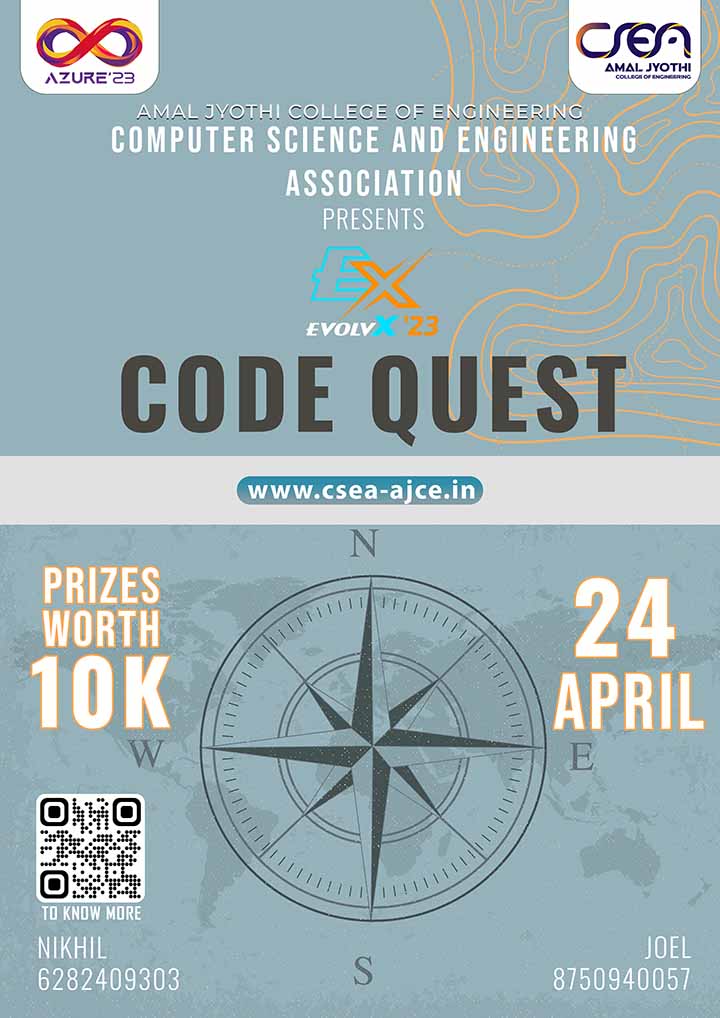 AZURE'23
CSEA
AMAL JYOTHI
COLLEGE OF ENGINEERING
AMAL JYOTHI COLLEGE OF ENGINEERING
COMPUTER SCIENCE AND ENGINEERING
ASSOCIATION
PRESENTS
EX
EVOLVX '23
CODE QUEST
www.csea-ajce.in
N
PRIZES
WORTH
10K
24
APRIL
W
E
TO KNOW MORE
NIKHIL
6282409303
S
JOEL
8750940057